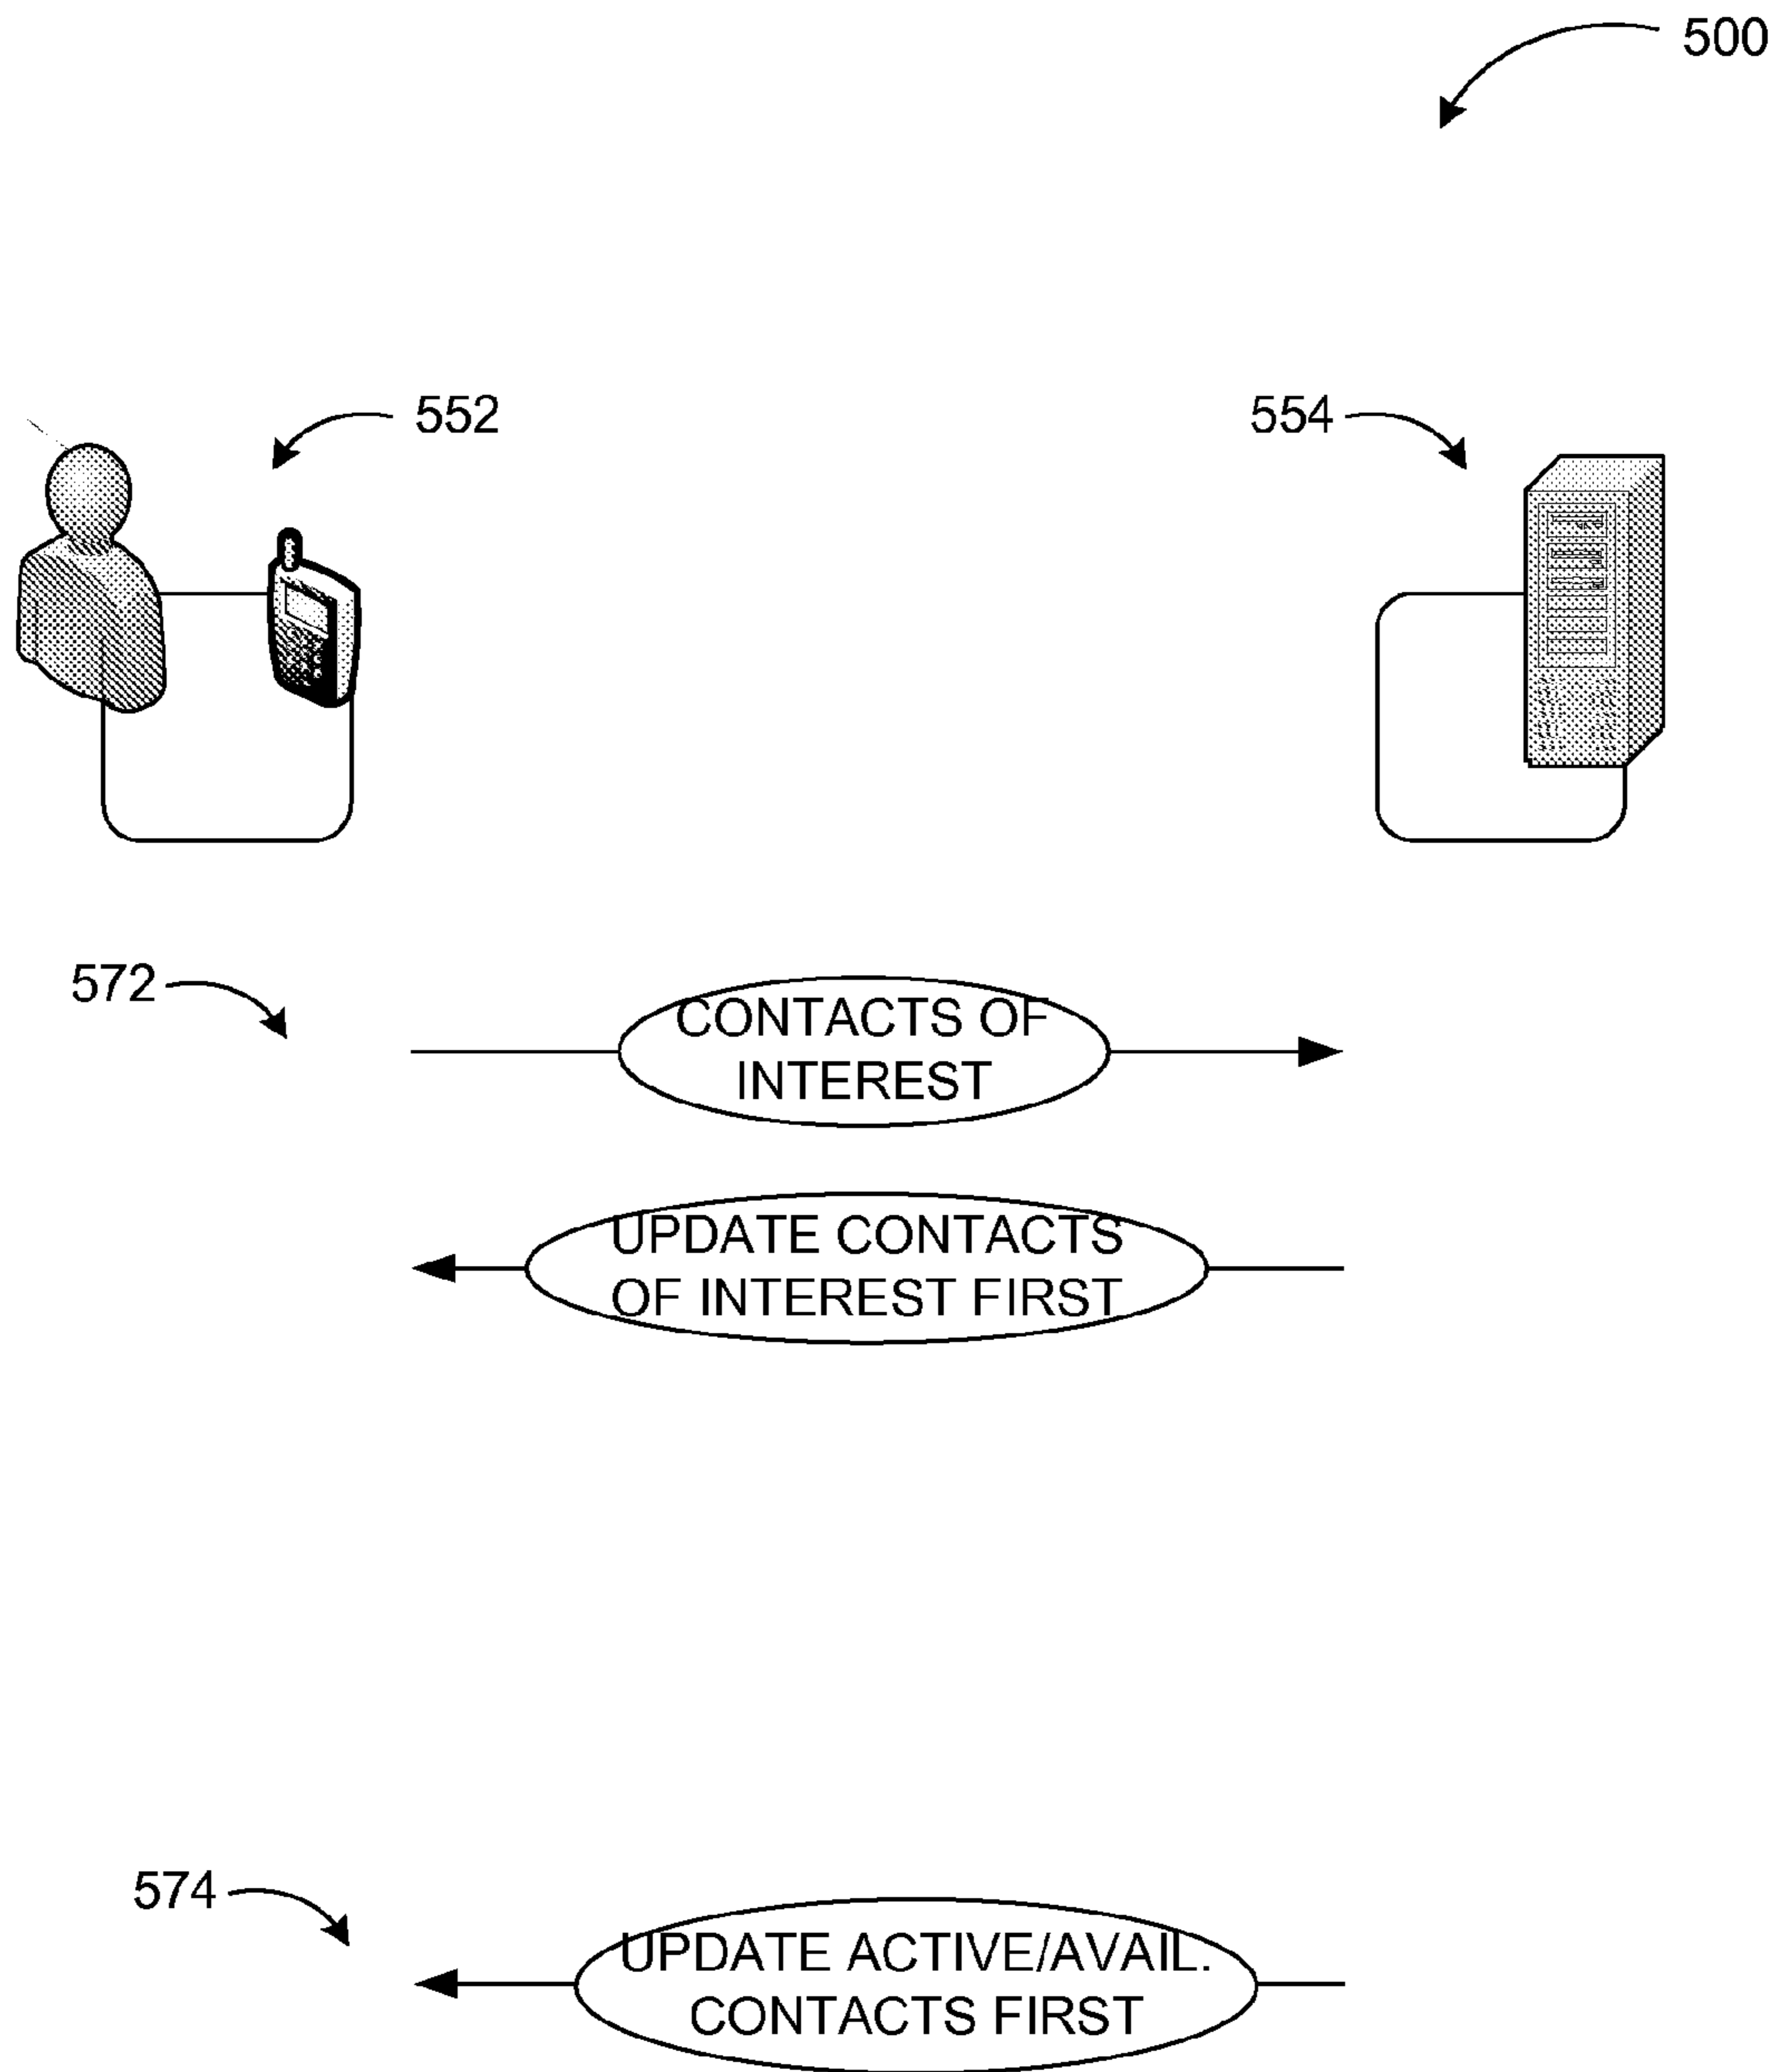 500
552
554
572
CONTACTS OF
INTEREST
UPDATE CONTACTS
OF INTEREST FIRST
574
UPDATE ACTIVE/AVAIL.
CONTACTS FIRST